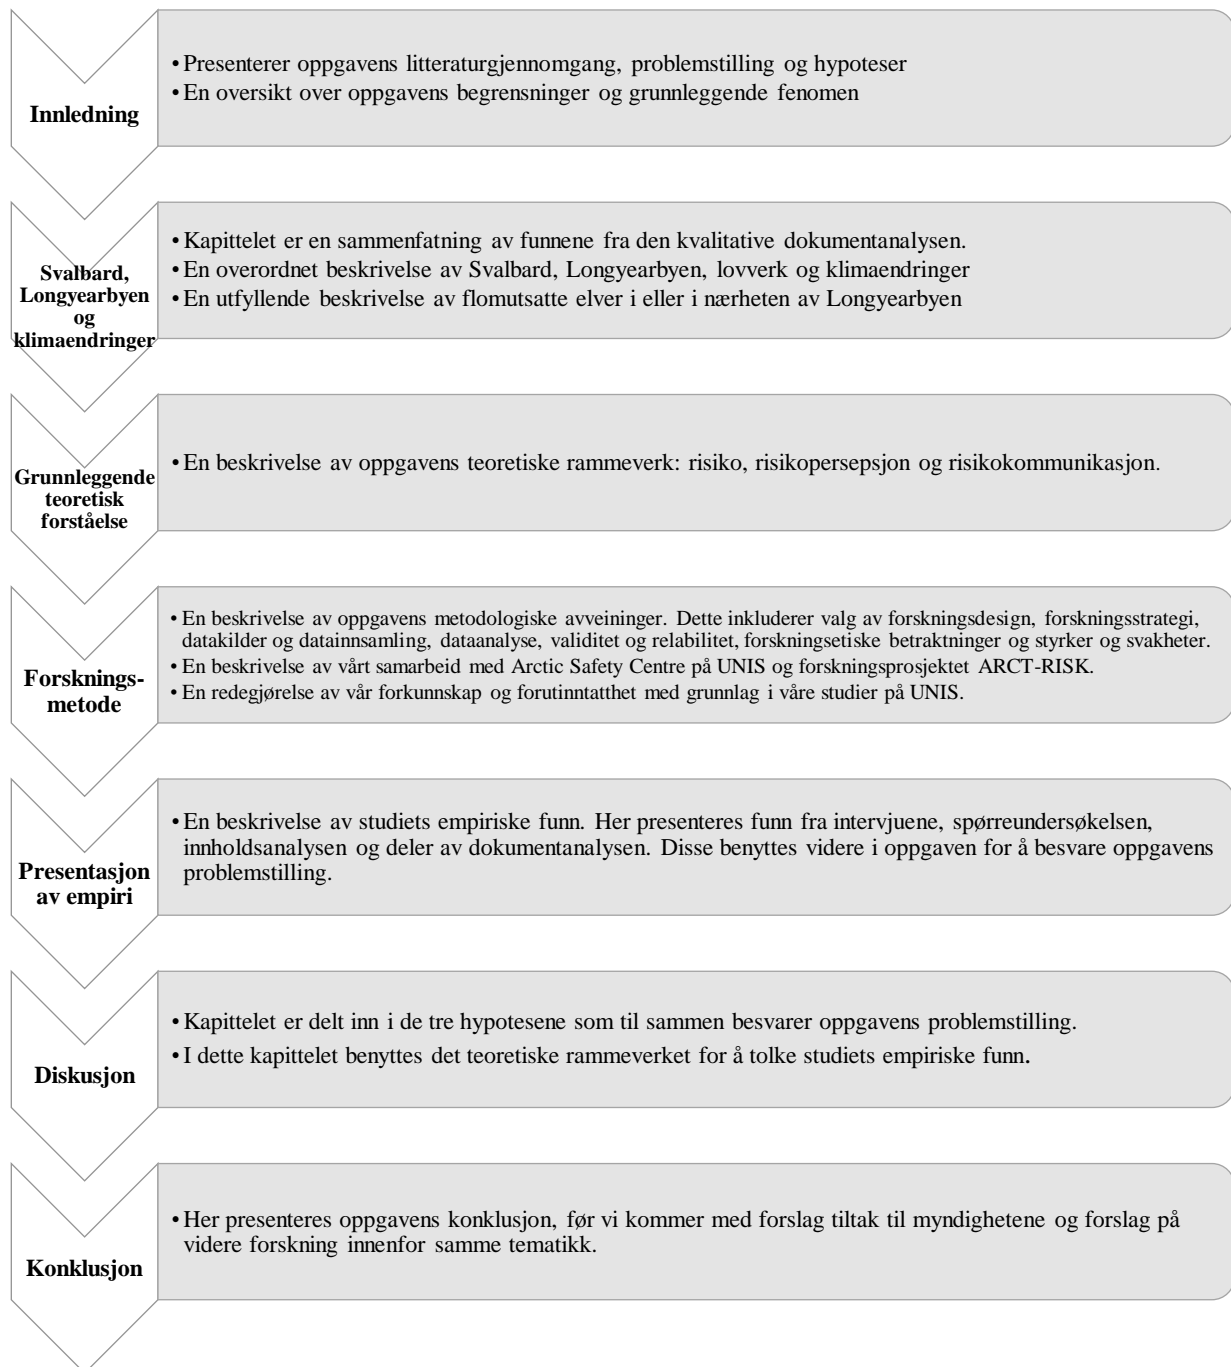 Innledning
• Presenterer oppgavens litteraturgjennomgang, problemstilling og hypoteser
• En oversikt over oppgavens begrensninger og grunnleggende fenomen
Svalbard,
Longyearbyen
og
klimaendringer
• Kapittelet er en sammenfatning av funnene fra den kvalitative dokumentanalysen.
• En overordnet beskrivelse av Svalbard, Longyearbyen, lovverk og klimaendringer
• En utfyllende beskrivelse av flomutsatte elver i eller i nærheten av Longyearbyen
Grunnleggende
teoretisk
forståelse
• En beskrivelse av oppgavens teoretiske rammeverk: risiko, risikopersepsjon og risikokommunikasjon.
Forsknings-
metode
• En beskrivelse av oppgavens metodologiske avveininger. Dette inkluderer valg av forskningsdesign, forskningsstrategi,
datakilder og datainnsamling, dataanalyse, validitet og relabilitet, forskningsetiske betraktninger og styrker og svakheter.
• En beskrivelse av vårt samarbeid med Arctic Safety Centre på UNIS og forskningsprosjektet ARCT-RISK.
• En redegjørelse av vår forkunnskap og forutinntatthet med grunnlag i våre studier på UNIS.
Presentasjon
av empiri
• En beskrivelse av studiets empiriske funn. Her presenteres funn fra intervjuene, spørreundersøkelsen,
innholdsanalysen og deler av dokumentanalysen. Disse benyttes videre i oppgaven for å besvare oppgavens
problemstilling.
Diskusjon
• Kapittelet er delt inn i de tre hypotesene som til sammen besvarer oppgavens problemstilling.
• I dette kapittelet benyttes det teoretiske rammeverket for å tolke studiets empiriske funn.
Konklusjon
• Her presenteres oppgavens konklusjon, før vi kommer med forslag tiltak til myndighetene og forslag på
videre forskning innenfor samme tematikk.